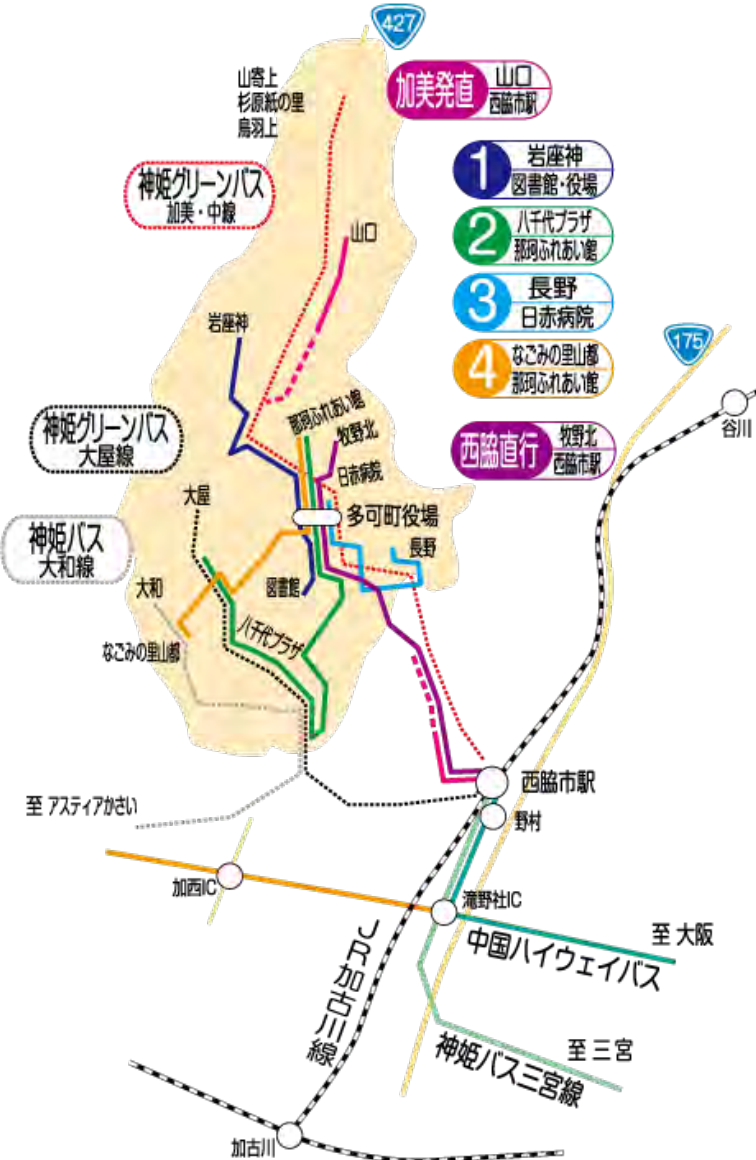 427
山寄上
杉原紙の里
鳥羽上
加美発直
山口
西脇市駅
1
岩座神
図書館・役場
神姫グリーンバス
加美・中線
2
八千代プラザ
那珂ふれあい館
山口
3
長野
日赤病院
岩座神
175
4
なごみの里山都
那珂ふれあい館
谷川
神姫グリーンバス
大屋線
那珂ふれあい館
牧野北
西脇直行
牧野北
西脇市駅
日赤病院
大屋
多可町役場
神姫バス
大和線
長野
大和
図書館
八千代プラザ
なごみの里山都
西脇市駅
至 アスティアかさい
野村
加西IC
滝野社IC
至 大阪
中国ハイウェイバス
JR加古川線
至 三宮
神姫バス三宮線
加古川